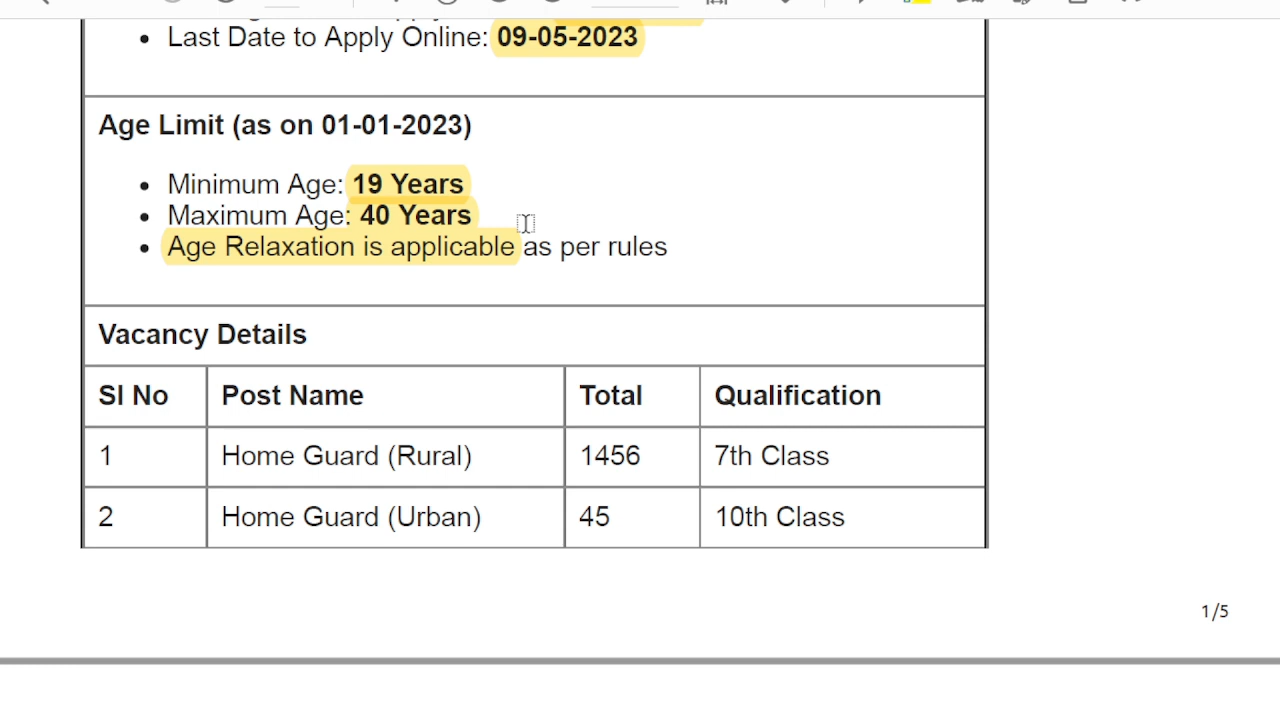 Last Date to Apply Online: 09-05-2023
Age Limit (as on 01-01-2023)
Minimum Age: 19 Years
Maximum Age: 40 Years
Age Relaxation is applicable as per rules
Vacancy Details
SI No Post Name Total Qualification
1 Home Guard (Rural) 1456 7th Class
2 Home Guard (Urban) 45 10th Class
1/5